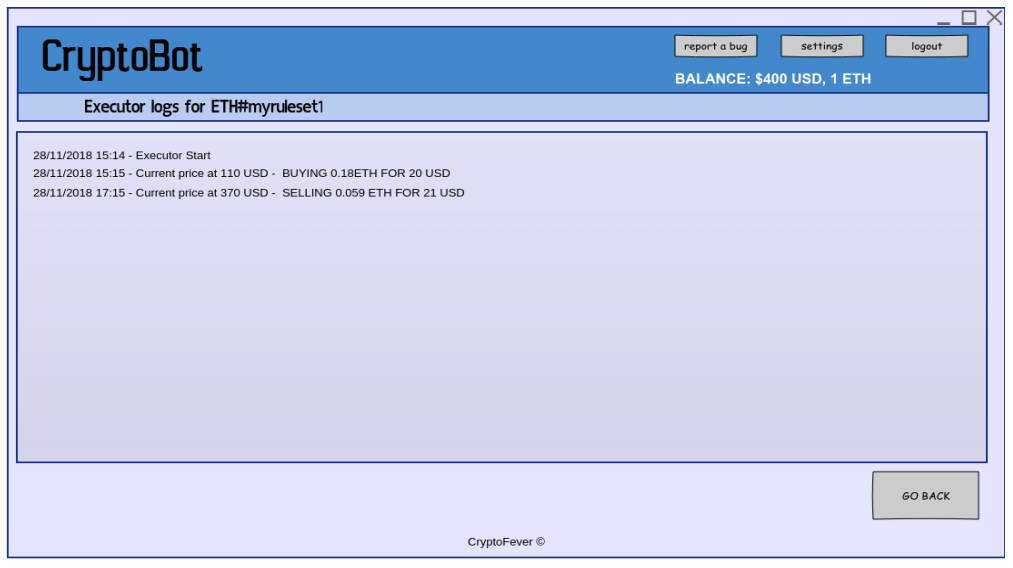 CryptoBot
report a bug
settings
logout
BALANCE: $400 USD, 1 ETH
Executor logs for ETH#myruleset1
28/11/2018 15:14 - Executor Start
28/11/2018 15:15 - Current price at 110 USD -  BUYING 0.18ETH FOR 20 USD
28/11/2018 17:15 - Current price at 370 USD -  SELLING 0.059 ETH FOR 21 USD
GO BACK
CryptoFever ©